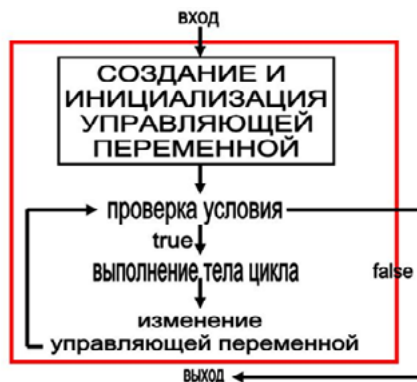 вход
СОЗДАНИЕ И
ИНИЦИАЛИЗАЦИЯ
УПРАВЛЯЮЩЕЙ
ПЕРЕМЕННОЙ
проверка условия
true
выполнение тела цикла
false
изменение
управляющей переменной
выход